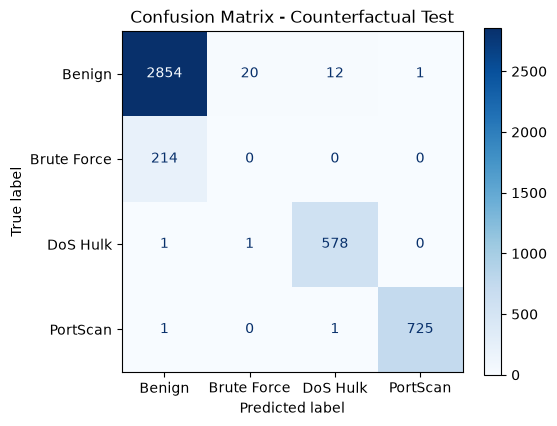 Confusion Matrix - Counterfactual Test
True label
Benign 2854 20 12 1
Brute Force 214 0 0 0
DoS Hulk 1 1 578 0
PortScan 1 0 1 725
Benign Brute Force DoS Hulk PortScan
Predicted label
2500
2000
1500
1000
500
0